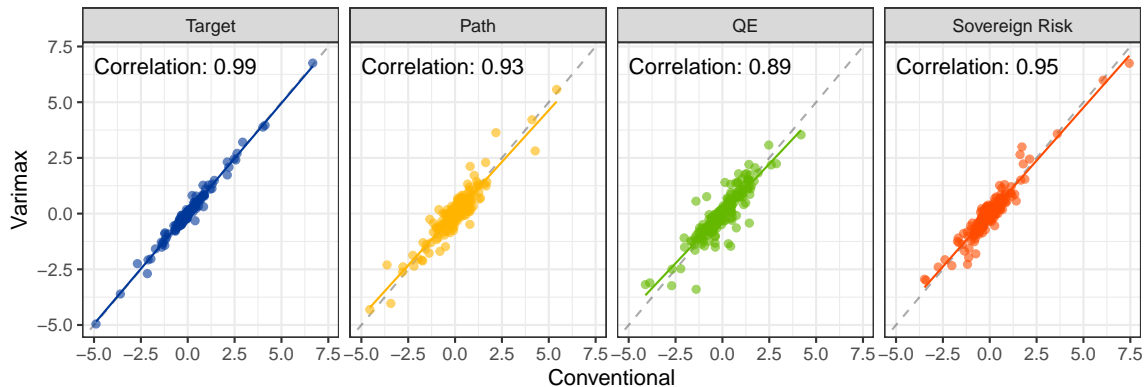 Target Path QE Sovereign Risk
Correlation: 0.99 Correlation: 0.93 Correlation: 0.89 Correlation: 0.95
7.5
5.0
2.5
0.0
−2.5
−5.0
Varimax
−5.0 −2.5 0.0 2.5 5.0 7.5 −5.0 −2.5 0.0 2.5 5.0 7.5 −5.0 −2.5 0.0 2.5 5.0 7.5 −5.0 −2.5 0.0 2.5 5.0 7.5
Conventional